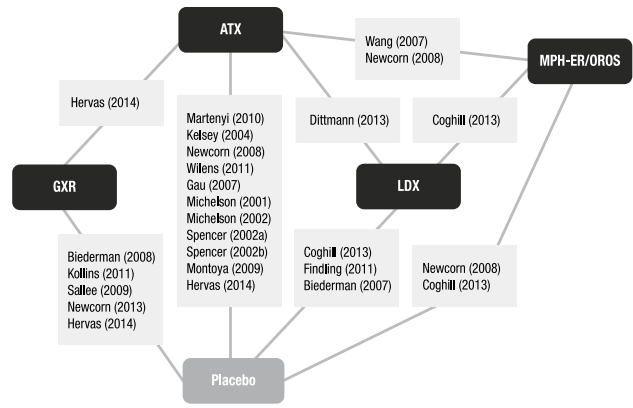 ATX
Wang (2007)
Newcorn (2008)
MPH-ER/OROS
Hervas (2014)
Martenyi (2010)
Kelsey (2004)
Newcorn (2008)
Wilens (2011)
Gau (2007)
Michelson (2001)
Michelson (2002)
Spencer (2002a)
Spencer (2002b)
Montoya (2009)
Hervas (2014)
Dittmann (2013)
Coghill (2013)
GXR
LDX
Biederman (2008)
Kollins (2011)
Sallee (2009)
Newcorn (2013)
Hervas (2014)
Coghill (2013)
Findling (2011)
Biederman (2007)
Newcorn (2008)
Coghill (2013)
Placebo